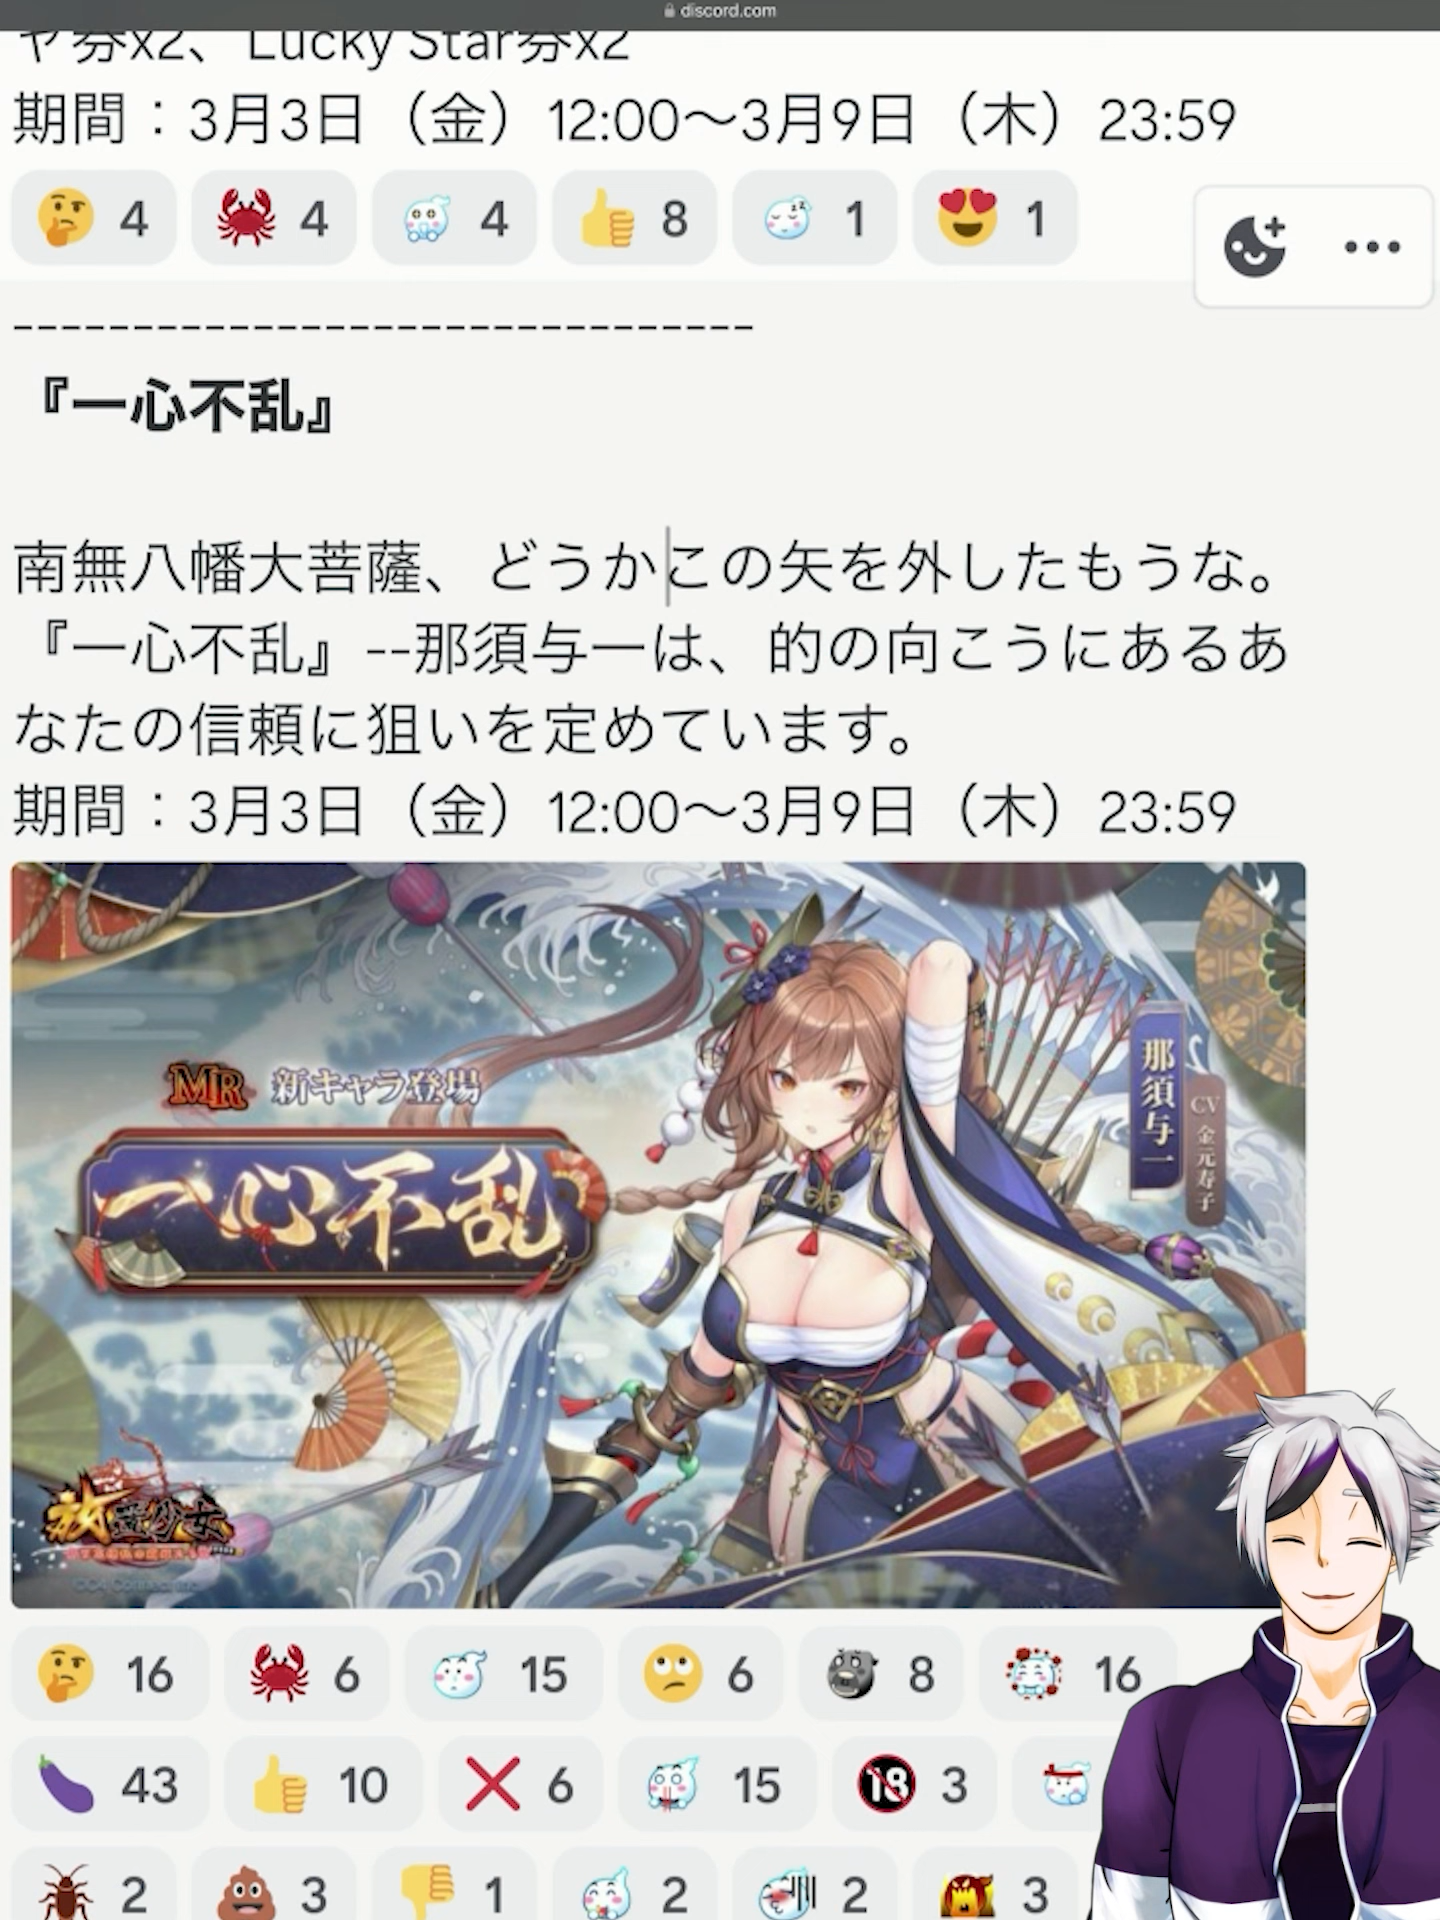 discord.com
ヤ券x2、Lucky Star券x2
期間：3月3日（金）12:00〜3月9日（木）23:59
4 4 4 8 1 1
-------------------------------
『一心不乱』
南無八幡大菩薩、どうかこの矢を外したもうな。
『一心不乱』--那須与一は、的の向こうにあるあ
なたの信頼に狙いを定めています。
期間：3月3日（金）12:00〜3月9日（木）23:59
MR 新キャラ登場
一心不乱
那須与一
CV 金元寿子
放置少女
16 6 15 6 8 16
43 10 6 15 18 3
2 3 1 2 2 3